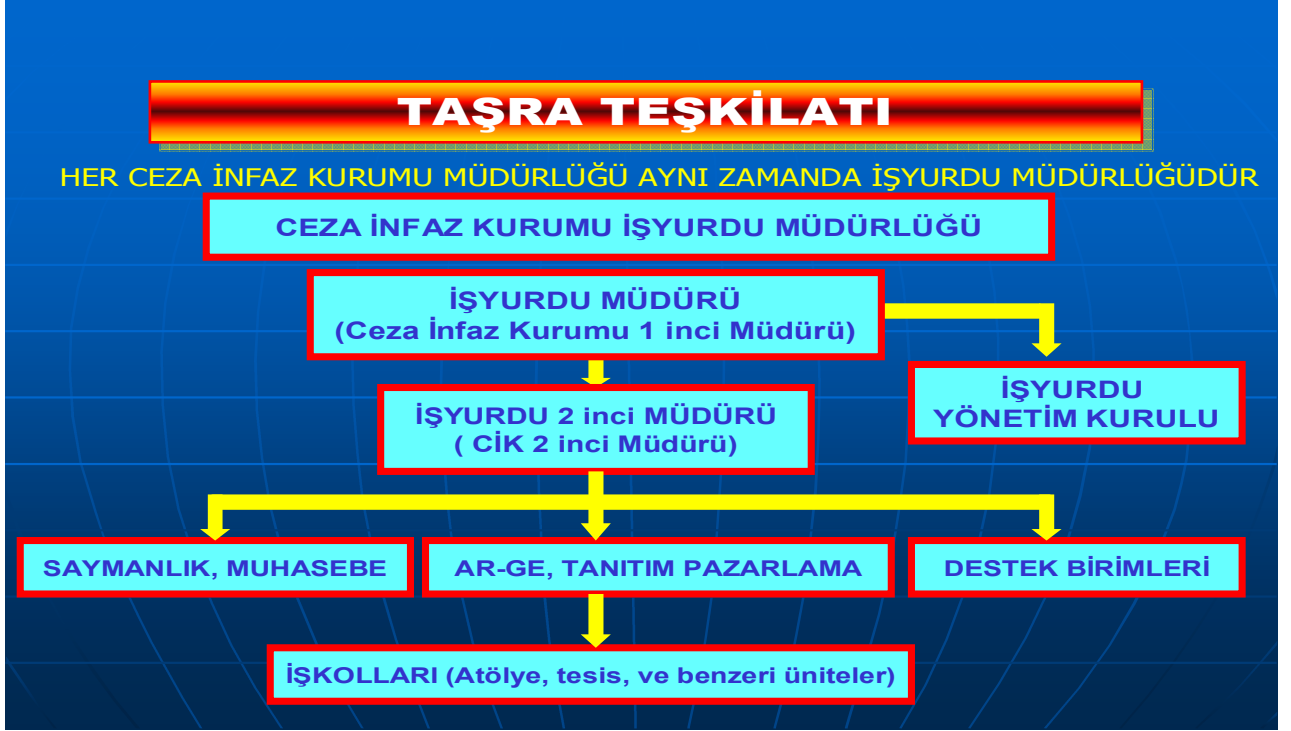 TAŞRA TEŞKİLATI
HER CEZA İNFAZ KURUMU MÜDÜRLÜĞÜ AYNI ZAMANDA İŞYURDU MÜDÜRLÜĞÜDÜR
CEZA İNFAZ KURUMU İŞYURDU MÜDÜRLÜĞÜ
İŞYURDU MÜDÜRÜ
(Ceza İnfaz Kurumu 1 inci Müdürü)
İŞYURDU
YÖNETİM KURULU
İŞYURDU 2 inci MÜDÜRÜ
( CİK 2 inci Müdürü)
SAYMANLIK, MUHASEBE
AR-GE, TANITIM PAZARLAMA
DESTEK BİRİMLERİ
İŞKOLLARI (Atölye, tesis, ve benzeri üniteler)